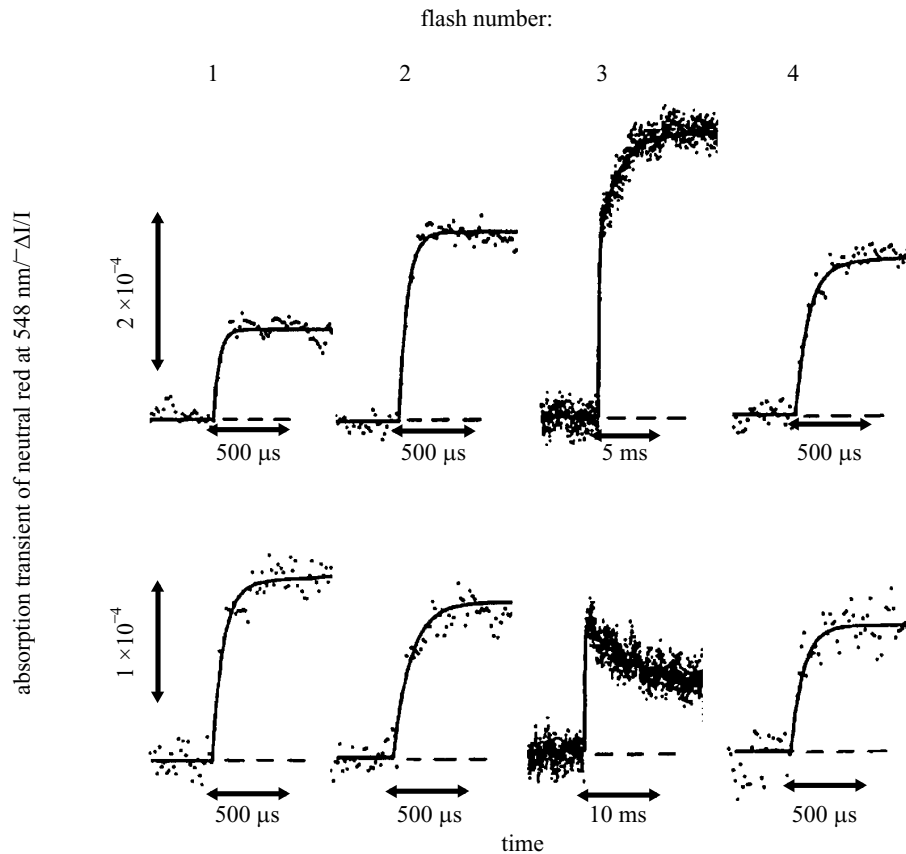 flash number:
1 2 3 4
absorption transient of neutral red at 548 nm/⁻ΔI/I
2 ×10⁻⁴
500 μs 500 μs 5 ms 500 μs
1 ×10⁻⁴
500 μs 500 μs 10 ms 500 μs
time